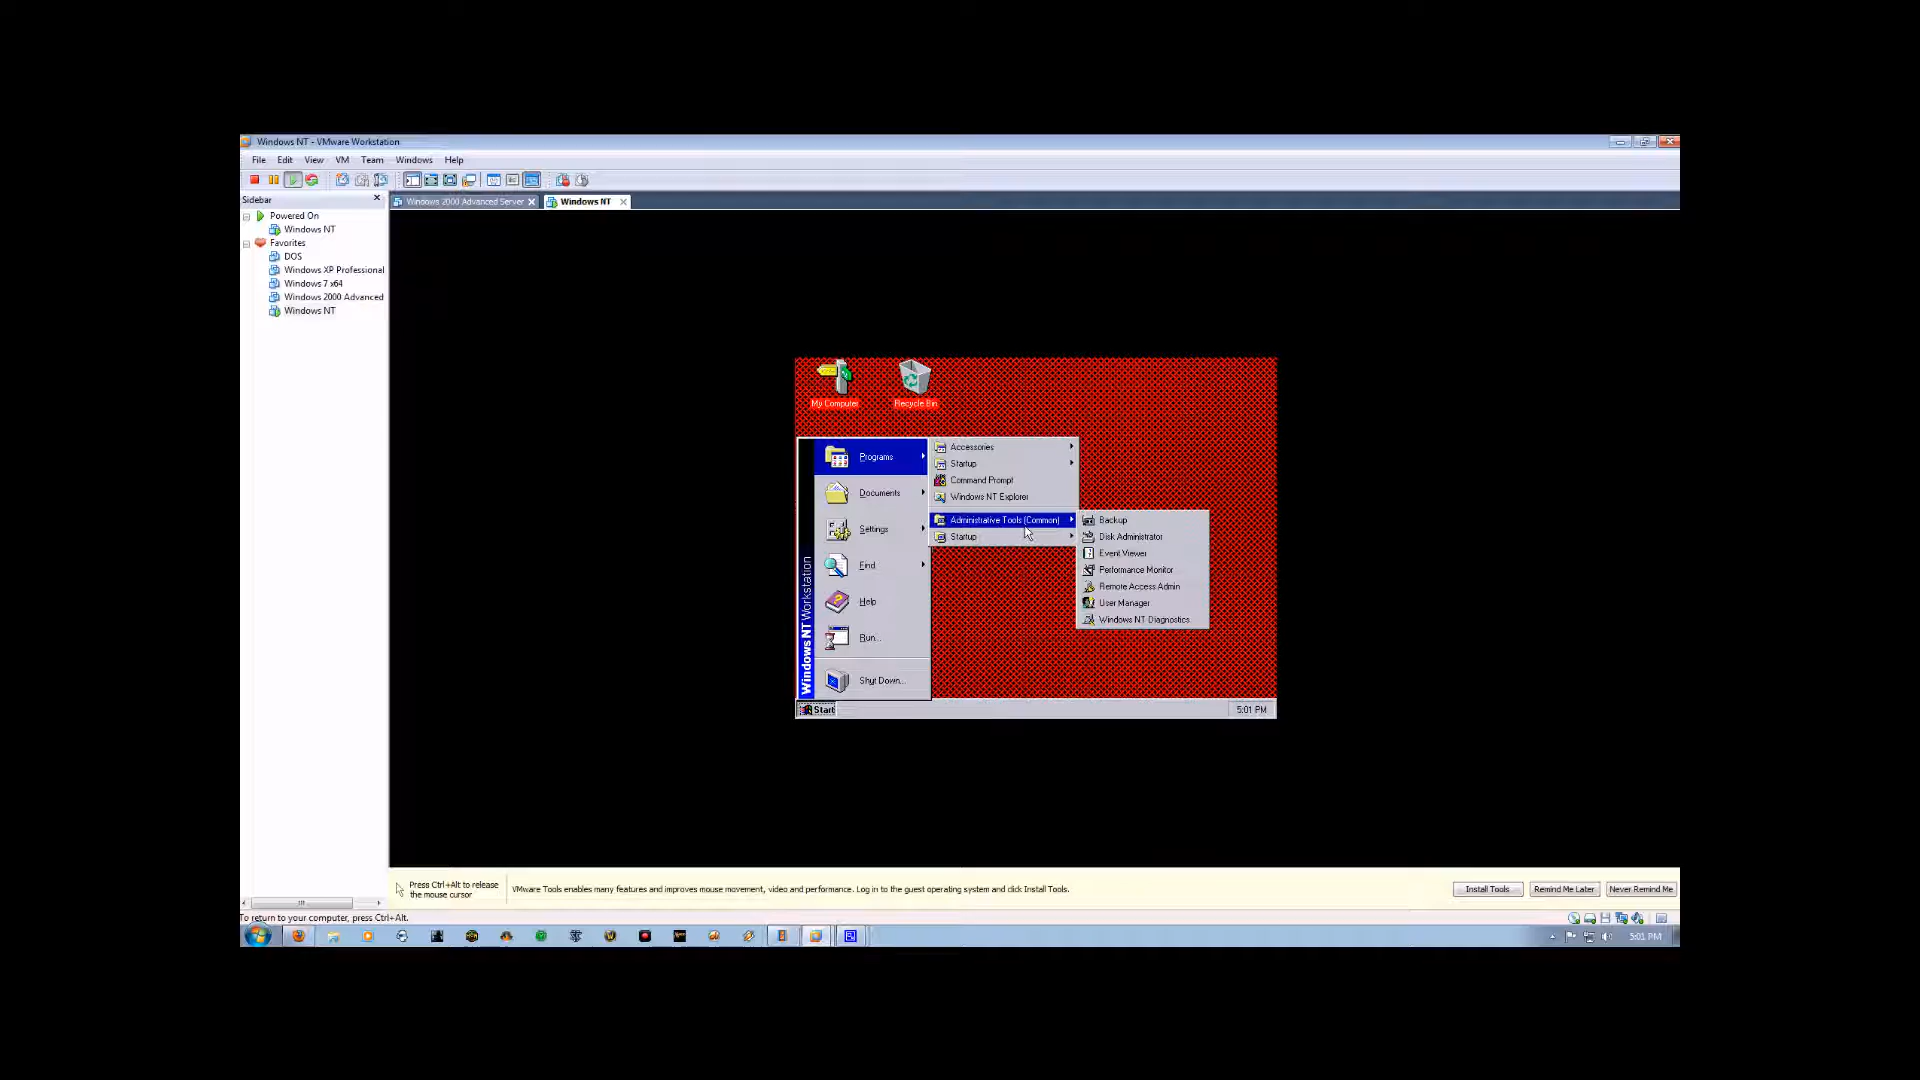 Windows NT - VMware Workstation
File Edit View VM Team Windows Help
Sidebar
Windows 2000 Advanced Server
Windows NT
Powered On
Windows NT
Favorites
DOS
Windows XP Professional
Windows 7 x64
Windows 2000 Advanced
Windows NT
My Computer
Recycle Bin
Windows NT Workstation
Programs
Documents
Settings
Find
Help
Run...
Shut Down...
Accessories
Startup
Command Prompt
Windows NT Explorer
Administrative Tools (Common)
Startup
Backup
Disk Administrator
Event Viewer
Performance Monitor
Remote Access Admin
User Manager
Windows NT Diagnostics
Start
5:01 PM
Press Ctrl+Alt to release
the mouse cursor
VMware Tools enables many features and improves mouse movement, video and performance. Log in to the guest operating system and click Install Tools.
Install Tools
Remind Me Later
Never Remind Me
To return to your computer, press Ctrl+Alt.
5:01 PM